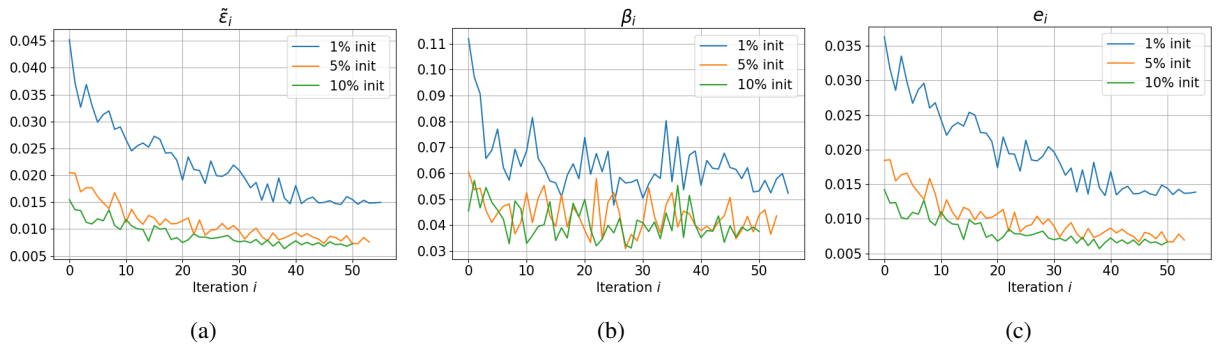 ε̃ᵢ
0.045
0.040
0.035
0.030
0.025
0.020
0.015
0.010
0.005
0 10 20 30 40 50
Iteration i
1% init
5% init
10% init
(a)
βᵢ
0.11
0.10
0.09
0.08
0.07
0.06
0.05
0.04
0.03
0 10 20 30 40 50
Iteration i
1% init
5% init
10% init
(b)
eᵢ
0.035
0.030
0.025
0.020
0.015
0.010
0.005
0 10 20 30 40 50
Iteration i
1% init
5% init
10% init
(c)